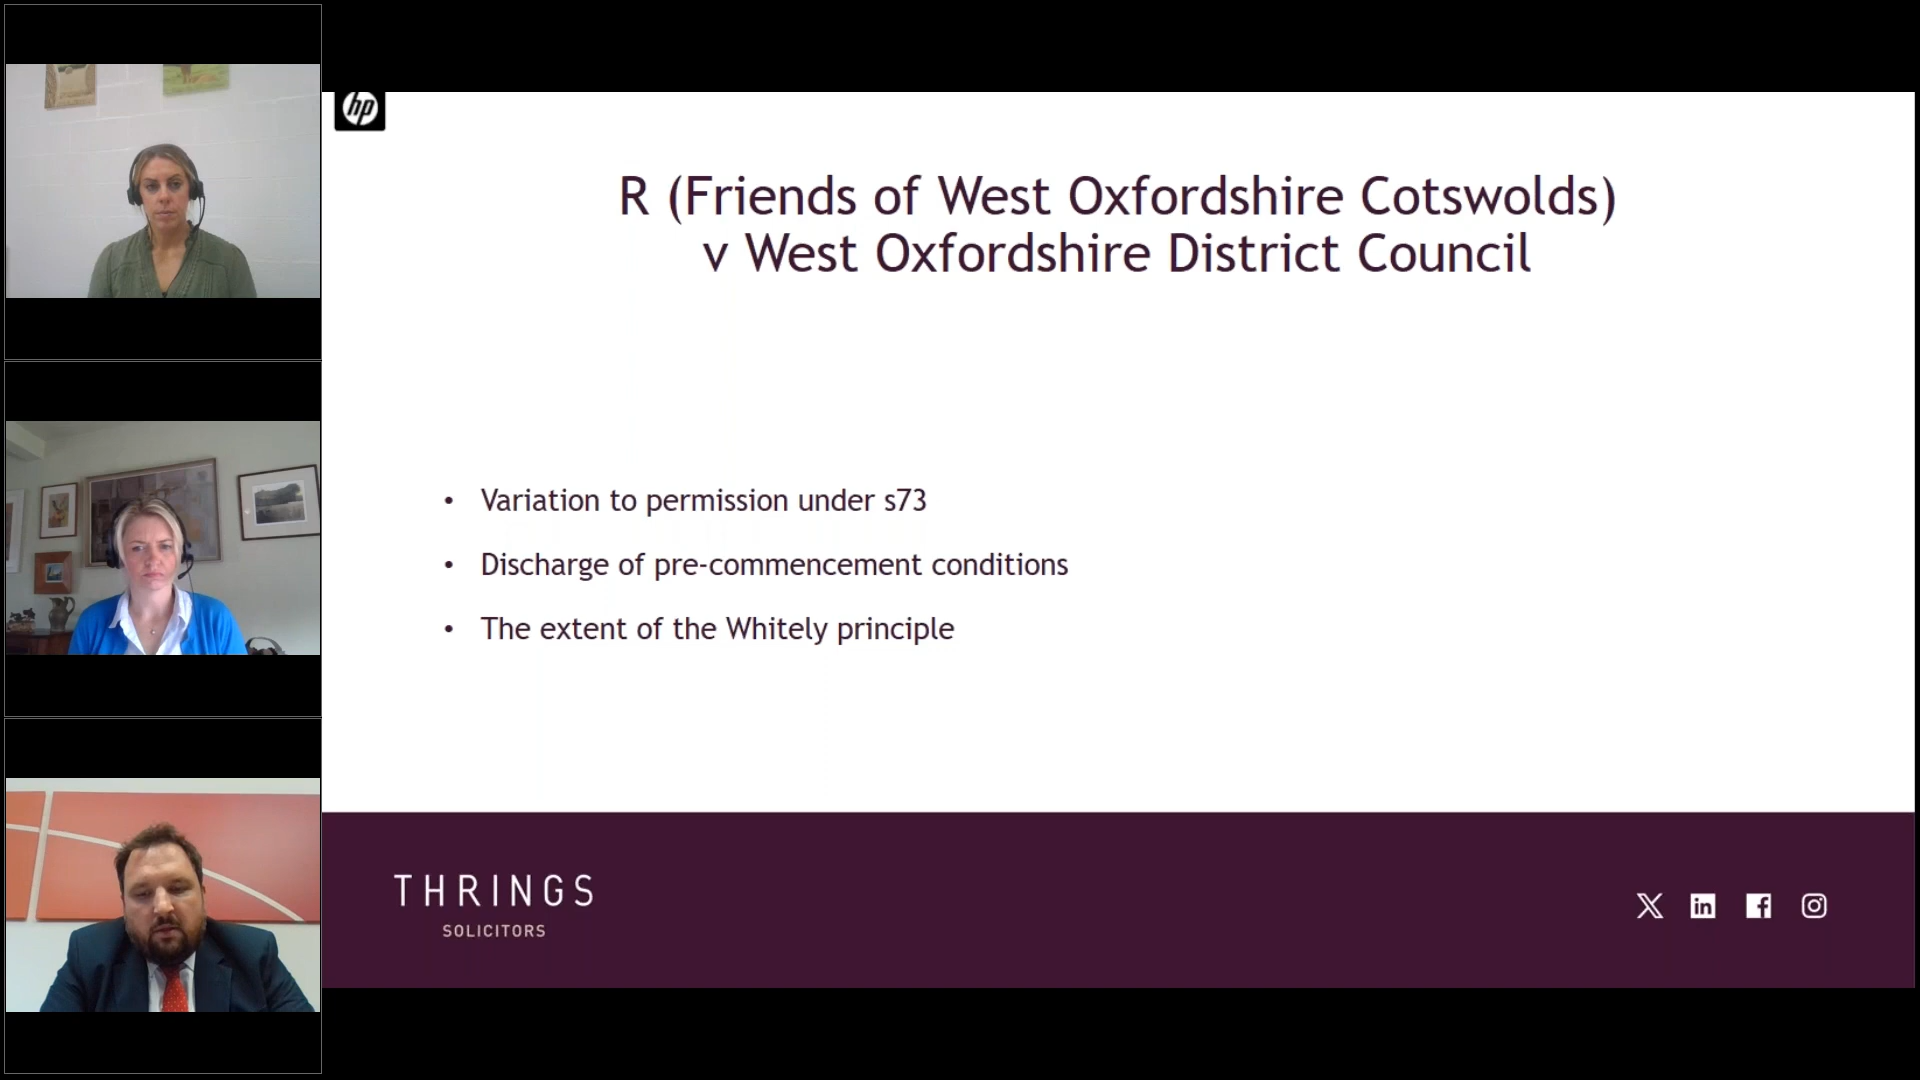 hp
R (Friends of West Oxfordshire Cotswolds)
v West Oxfordshire District Council
• Variation to permission under s73
• Discharge of pre-commencement conditions
• The extent of the Whitely principle
THRINGS
SOLICITORS